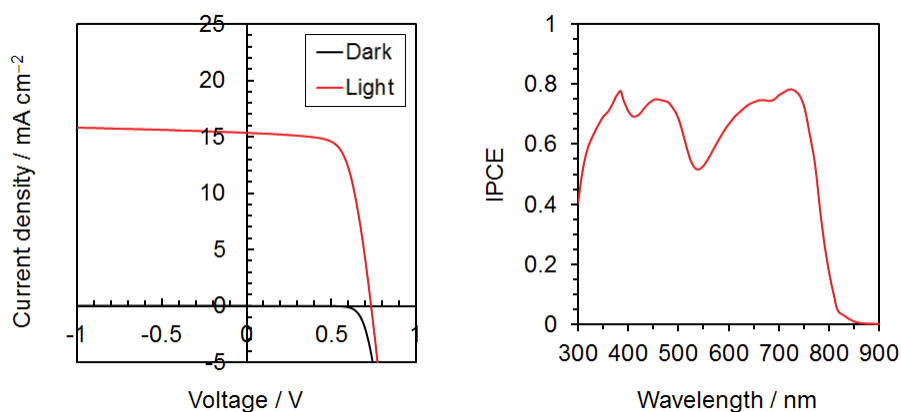 25
20
15
10
5
0
-5
-1
-0.5
0
0.5
1
Dark
Light
Current density / mA cm⁻²
Voltage / V
1
0.8
0.6
0.4
0.2
0
300 400 500 600 700 800 900
IPCE
Wavelength / nm